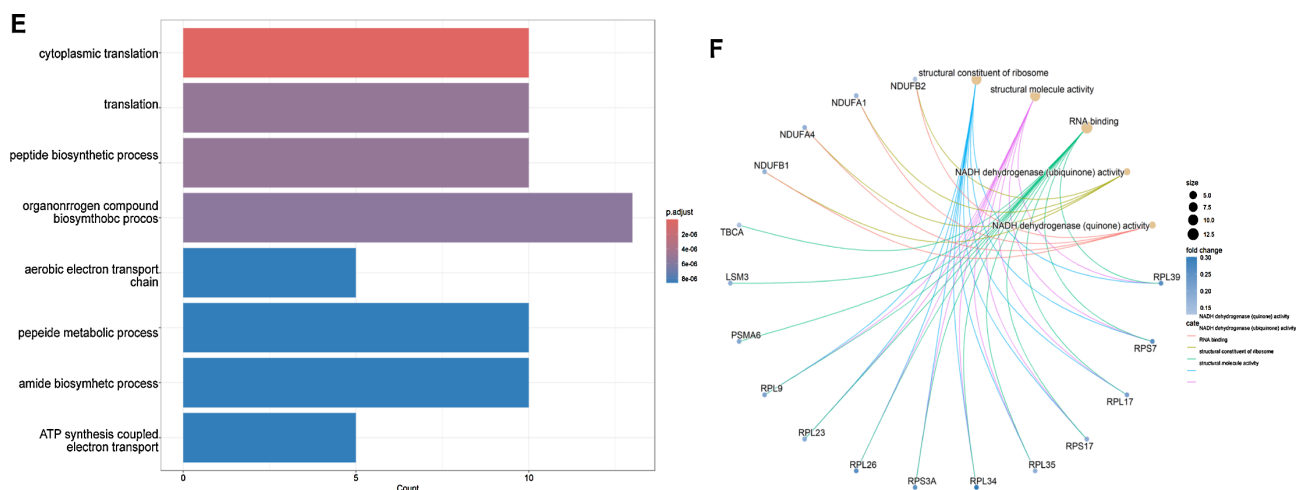 E
cytoplasmic translation
translation
peptide biosynthetic process
organonrrogen compound
biosymthobc procos
aerobic electron transport
chain
pepeide metabolic process
amide biosymhetc process
ATP synthesis coupled
electron transport
0
5
10
Count
p.adjust
2e-06
4e-06
6e-06
8e-06
F
structural constituent of ribosome
NDUFB2
structural molecule activity
NDUFA1
RNA binding
NDUFA4
NDUFB1
NADH dehydrogenase (ubiquinone) activity
TBCA
NADH dehydrogenase (quinone) activity
LSM3
RPL39
PSMA6
RPS7
RPL9
RPL17
RPL23
RPS17
RPL26
RPL35
RPS3A
RPL34
size
5.0
7.5
10.0
12.5
fold change
0.30
0.25
0.20
0.15
NADH dehydrogenase (quinone) activity
cate
NADH dehydrogenase (ubiquinone) activity
RNA binding
structural constituent of ribosome
structural molecule activity